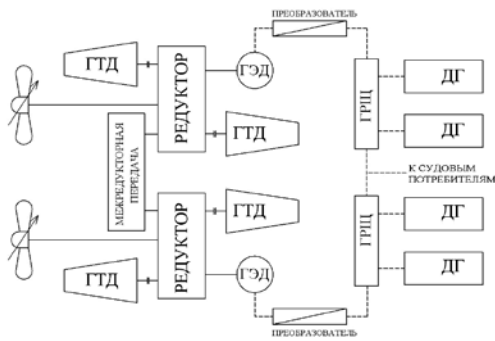 ПРЕОБРАЗОВАТЕЛЬ
ГТД
РЕДУКТОР
ГЭД
ГРЩ
ДГ
ДГ
ГТД
МЕЖРЕДУКТОРНАЯ
ПЕРЕДАЧА
К СУДОВЫМ
ПОТРЕБИТЕЛЯМ
ГТД
РЕДУКТОР
ГРЩ
ДГ
ДГ
ГТД
ГЭД
ПРЕОБРАЗОВАТЕЛЬ